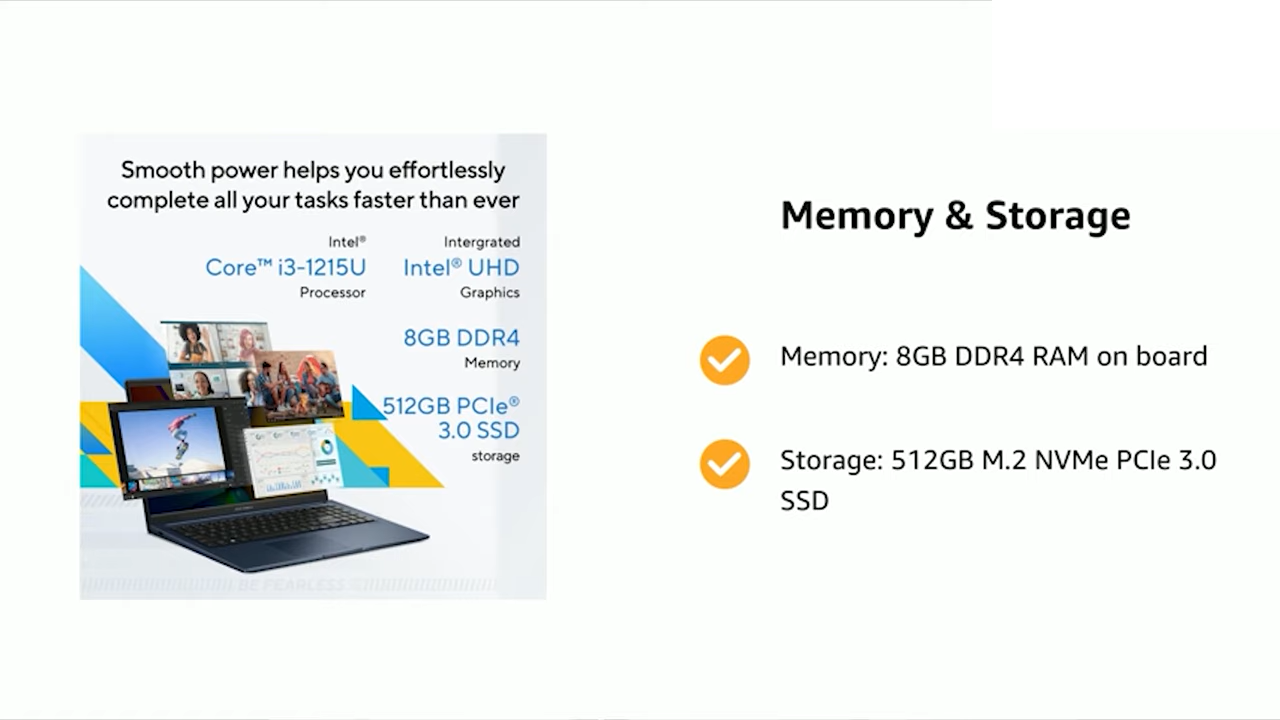 Smooth power helps you effortlessly
complete all your tasks faster than ever
Intel®
Core™ i3-1215U
Processor
Intergrated
Intel® UHD
Graphics
8GB DDR4
Memory
512GB PCIe®
3.0 SSD
storage
BE FEARLESS
Memory & Storage
Memory: 8GB DDR4 RAM on board
Storage: 512GB M.2 NVMe PCIe 3.0
SSD